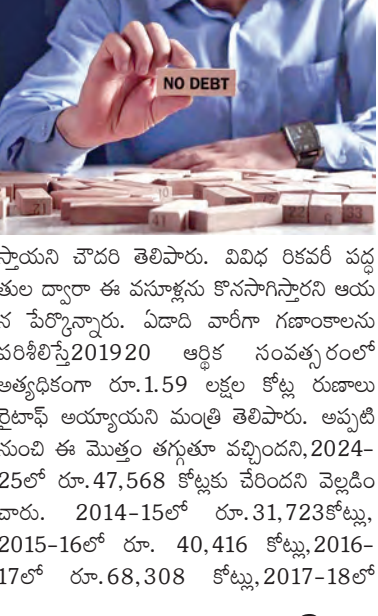 NO DEBT
స్తాయని చౌదరి తెలిపారు. వివిధ రికవరీ పద్ధ
తుల ద్వారా ఈ వసూళ్లను కొనసాగిస్తారని ఆయ
న పేర్కొన్నారు. ఏడాది వారీగా గణాంకాలను
పరిశీలిస్తే201920 ఆర్థిక సంవత్సరంలో
అత్యధికంగా రూ.1.59 లక్షల కోట్ల రుణాలు
రైటాఫ్ అయ్యాయని మంత్రి తెలిపారు. అప్పటి
నుంచి ఈ మొత్తం తగ్గుతూ వచ్చిందని,2024-
25లో రూ.47,568 కోట్లకు చేరిందని వెల్లడిం
చారు. 2014-15లో రూ.31,723కోట్లు,
2015-16లో రూ. 40,416 కోట్లు,2016-
17లో రూ.68,308 కోట్లు,2017-18లో